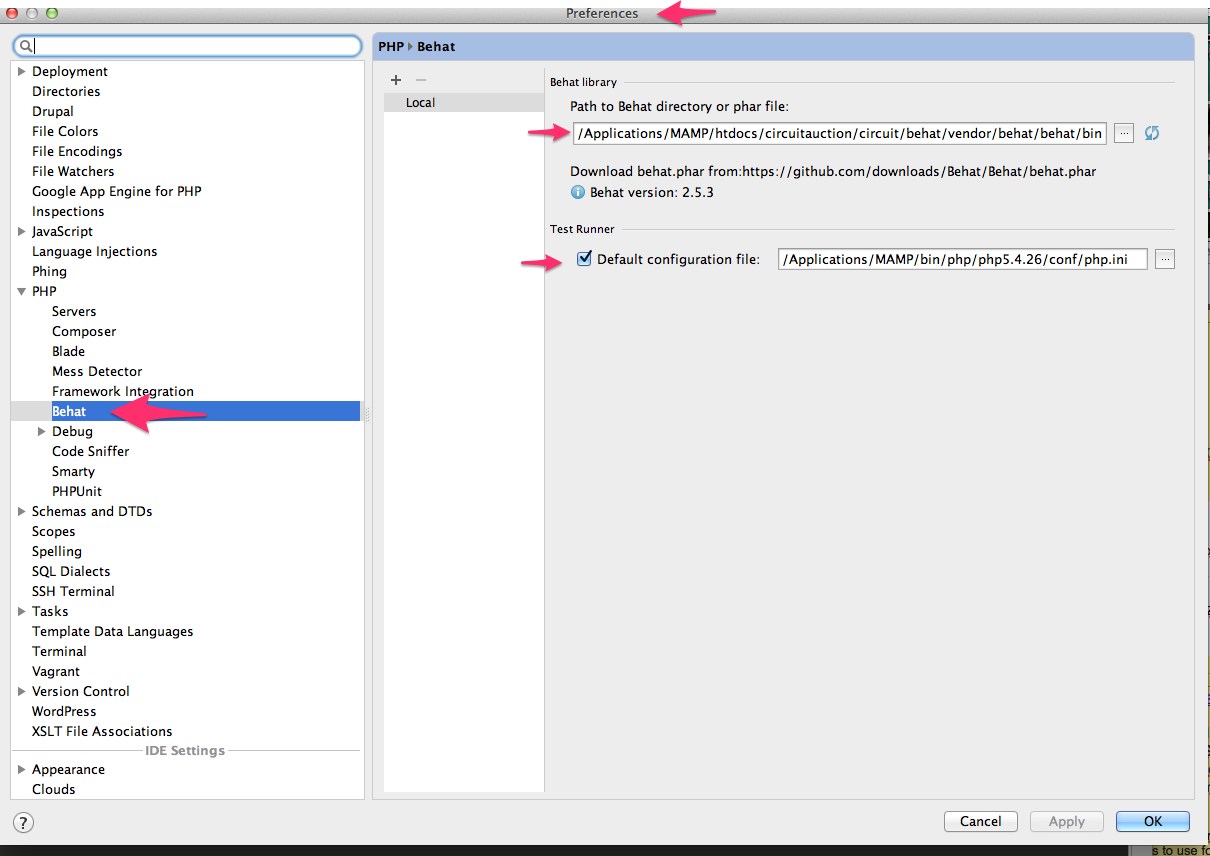 Preferences
PHP Behat
Deployment
Directories
Drupal
File Colors
File Encodings
File Watchers
Google App Engine for PHP
Inspections
JavaScript
Language Injections
Phing
PHP
Servers
Composer
Blade
Mess Detector
Framework Integration
Behat
Debug
Code Sniffer
Smarty
PHPUnit
Schemas and DTDs
Scopes
Spelling
SQL Dialects
SSH Terminal
Tasks
Template Data Languages
Terminal
Vagrant
Version Control
WordPress
XSLT File Associations
IDE Settings
Appearance
Clouds
+ −
Local
Behat library
Path to Behat directory or phar file:
/Applications/MAMP/htdocs/circuitauction/circuit/behat/vendor/behat/behat/bin
...
Download behat.phar from:https://github.com/downloads/Behat/Behat/behat.phar
Behat version: 2.5.3
Test Runner
Default configuration file: /Applications/MAMP/bin/php/php5.4.26/conf/php.ini
...
?
Cancel Apply OK
s to use fo